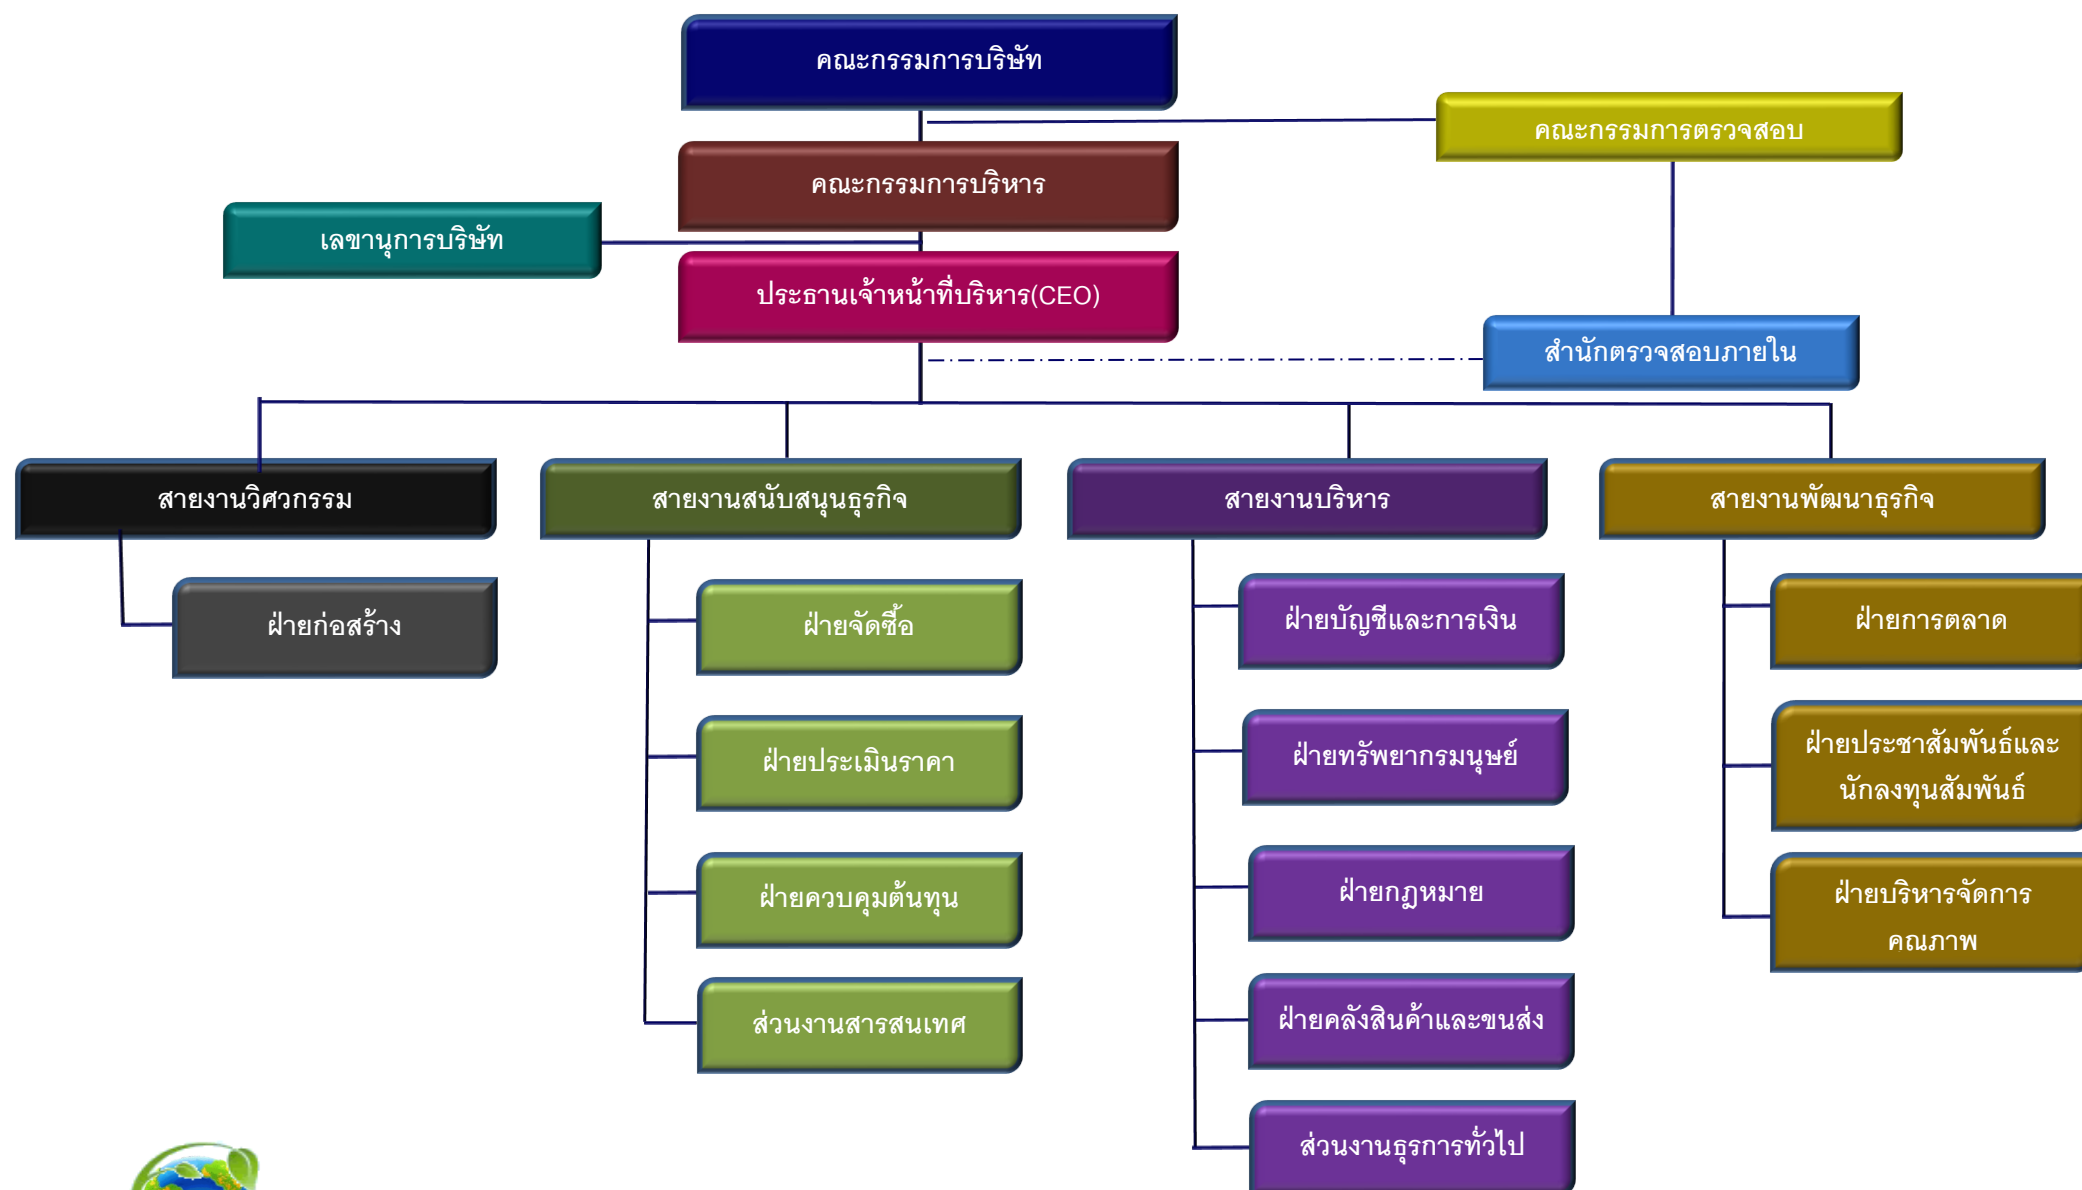 คณะกรรมการบริษัท
คณะกรรมการตรวจสอบ
คณะกรรมการบริหาร
เลขานุการบริษัท
ประธานเจ้าหน้าที่บริหาร(CEO)
สำนักตรวจสอบภายใน
สายงานวิศวกรรม
สายงานสนับสนุนธุรกิจ
สายงานบริหาร
สายงานพัฒนาธุรกิจ
ฝ่ายก่อสร้าง
ฝ่ายจัดซื้อ
ฝ่ายประเมินราคา
ฝ่ายควบคุมต้นทุน
ส่วนงานสารสนเทศ
ฝ่ายบัญชีและการเงิน
ฝ่ายทรัพยากรมนุษย์
ฝ่ายกฎหมาย
ฝ่ายคลังสินค้าและขนส่ง
ส่วนงานธุรการทั่วไป
ฝ่ายการตลาด
ฝ่ายประชาสัมพันธ์และ
นักลงทุนสัมพันธ์
ฝ่ายบริหารจัดการ
คณภาพ